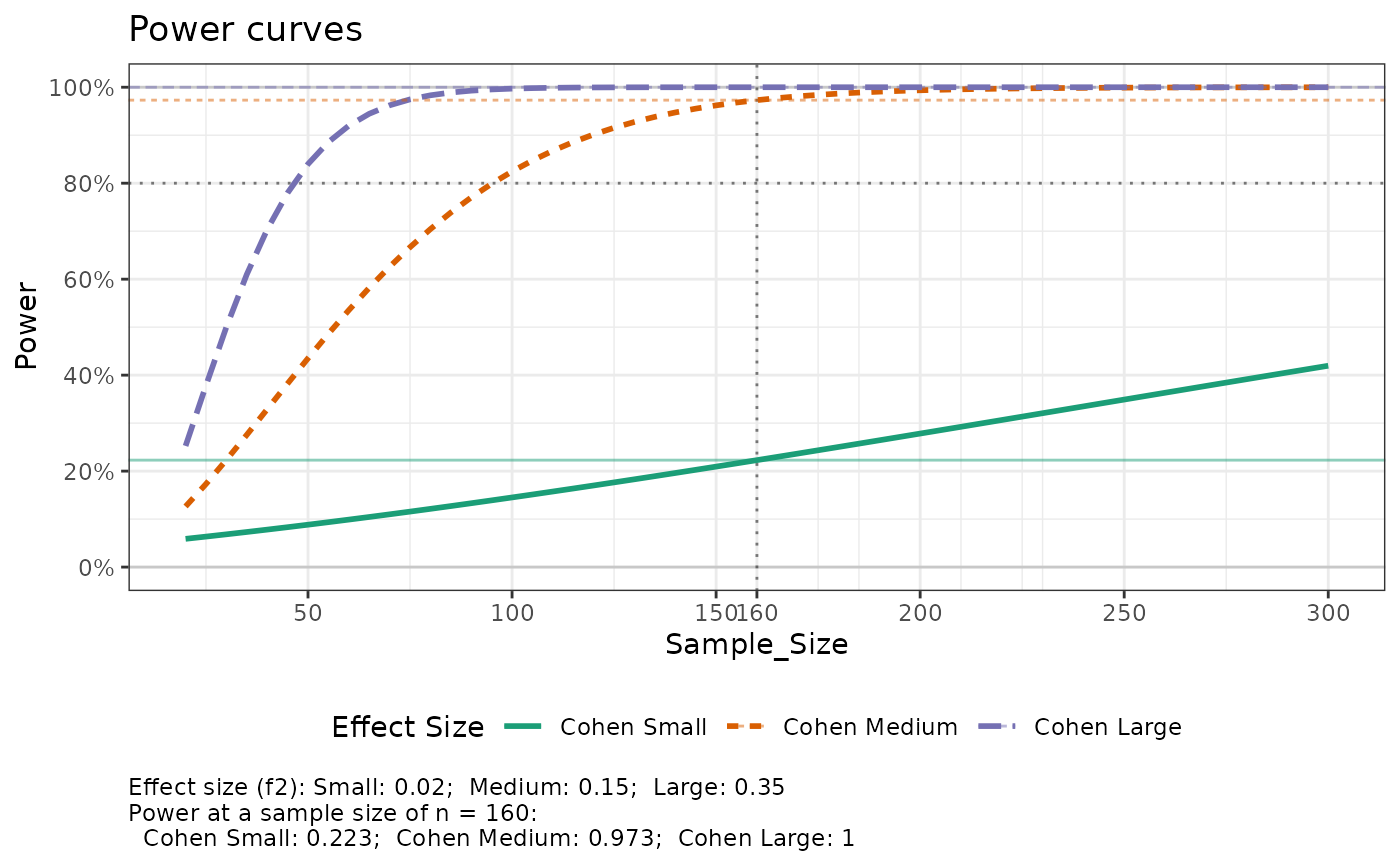 Power curves
100%
80%
60%
40%
20%
0%
Power
50 100 150 160 200 250 300
Sample_Size
Effect Size Cohen Small Cohen Medium Cohen Large
Effect size (f2): Small: 0.02; Medium: 0.15; Large: 0.35
Power at a sample size of n = 160:
Cohen Small: 0.223; Cohen Medium: 0.973; Cohen Large: 1